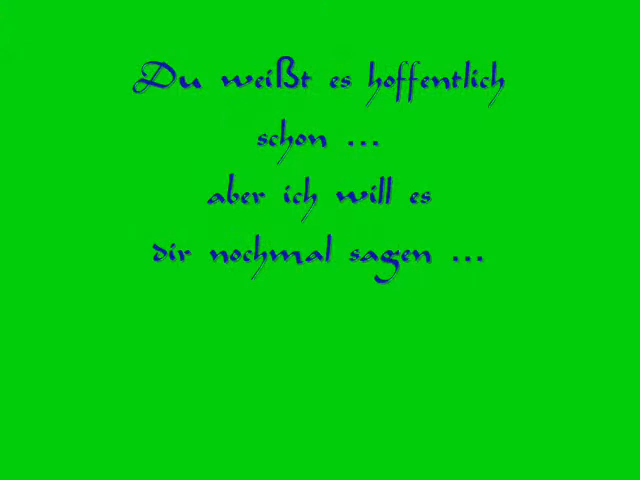 Du weißt es hoffentlich
schon ...
aber ich will es
dir nochmal sagen ...